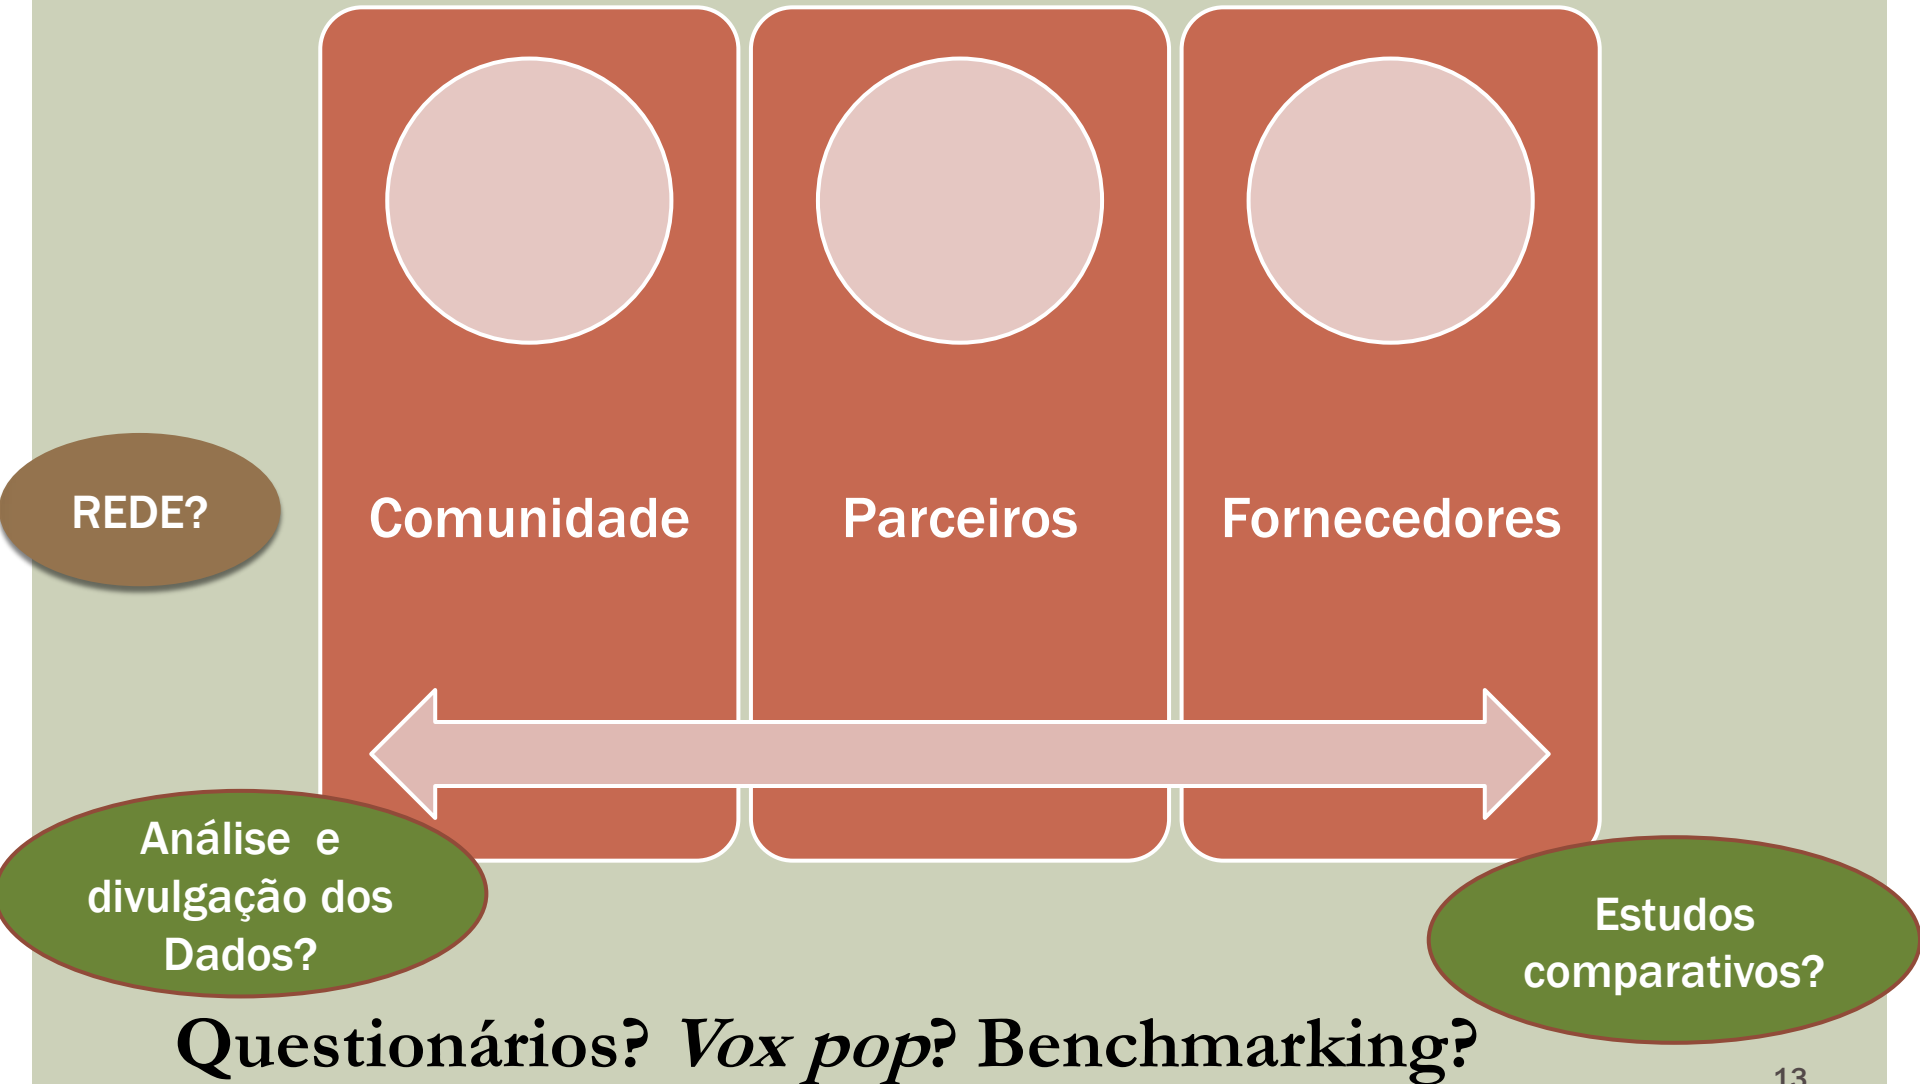 REDE?
Comunidade
Parceiros
Fornecedores
Análise e
divulgação dos
Dados?
Estudos
comparativos?
Questionários? Vox pop? Benchmarking?
13